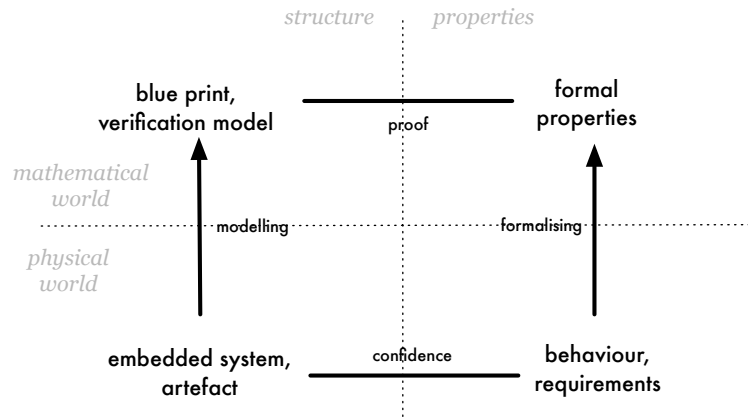 structure
properties
blue print,
verification model
proof
formal
properties
mathematical
world
modelling
formalising
physical
world
embedded system,
artefact
confidence
behaviour,
requirements